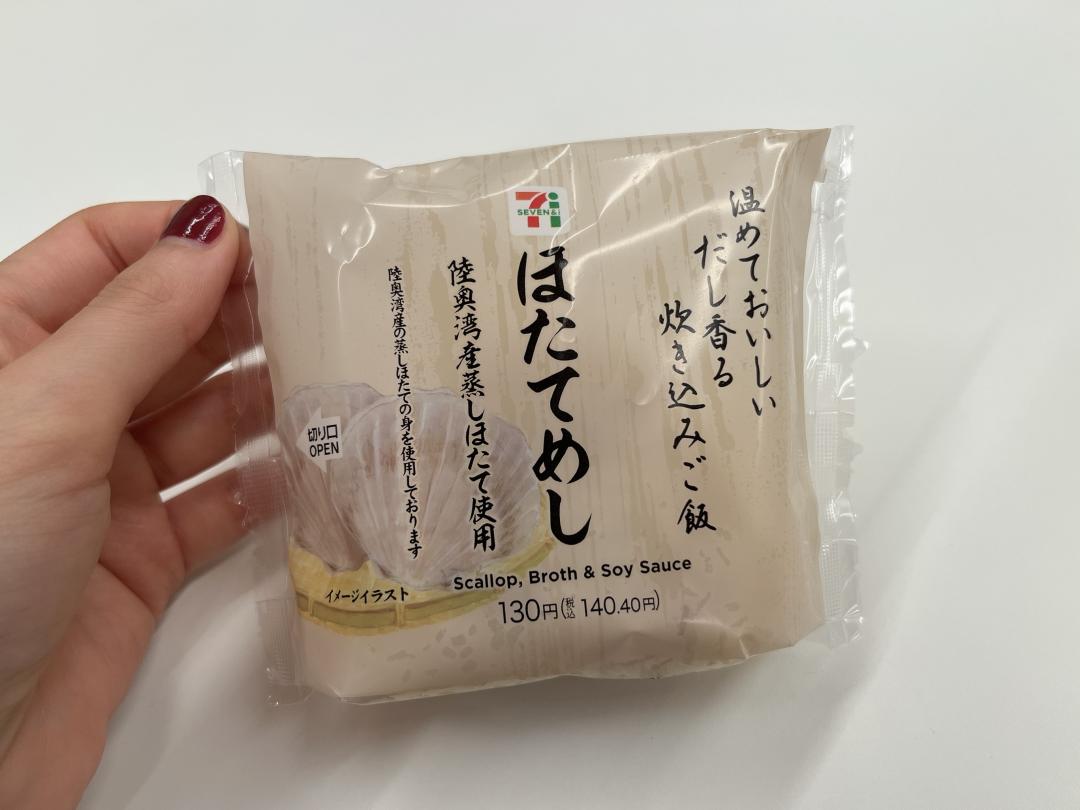 温めておいしい
だし香る
炊き込みご飯
SEVEN&i
ほたてめし
陸奥湾産蒸しほたて使用
陸奥湾産の蒸しほたての身を使用しております
切り口
OPEN
イメージイラスト
Scallop, Broth & Soy Sauce
130円(税込 140.40円)